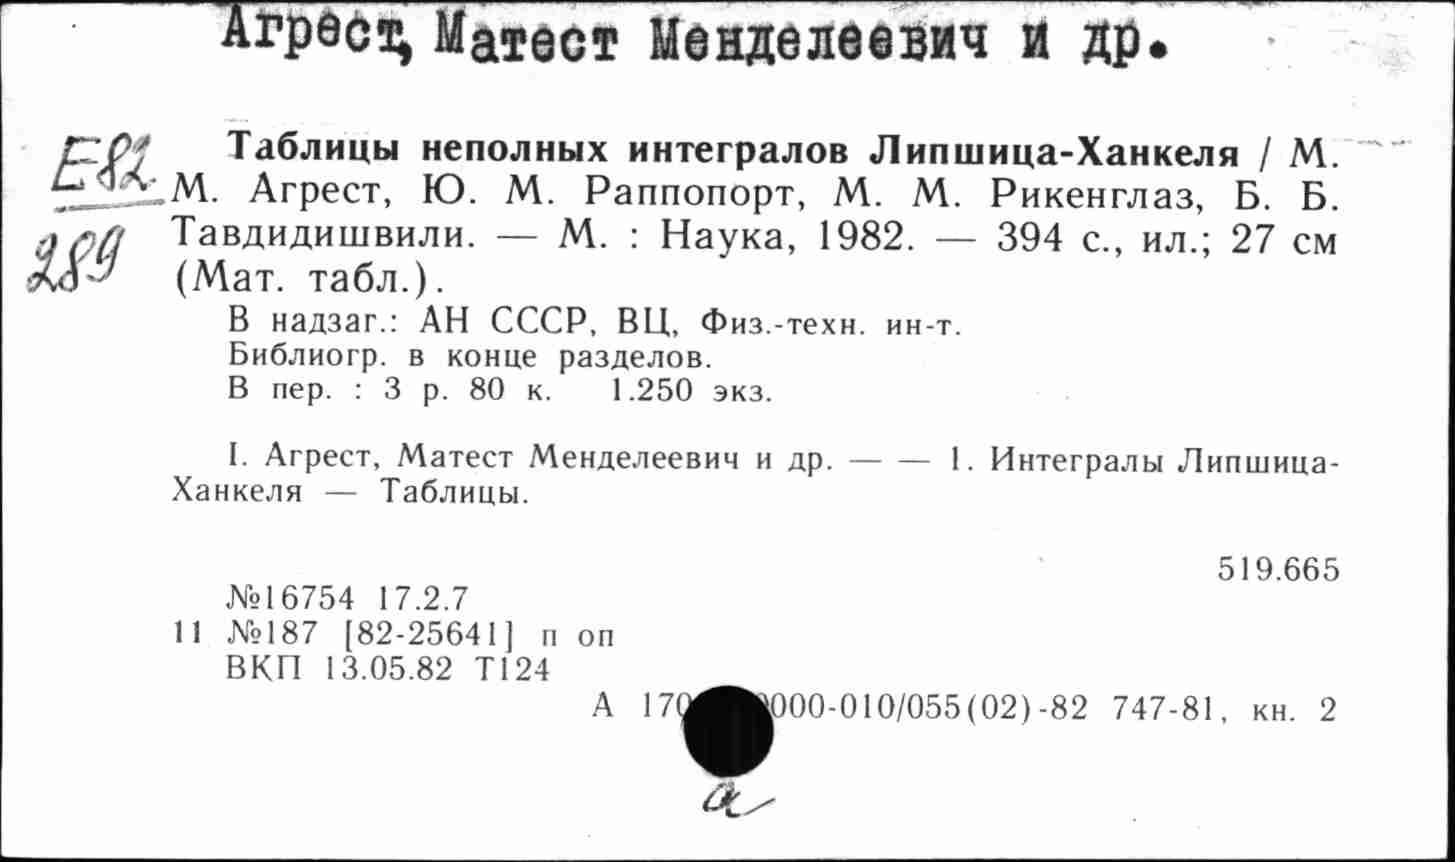 Агрест, Матест Менделеевич и др.
E82
289
Таблицы неполных интегралов Липшица-Ханкеля / М.
М. Агрест, Ю. М. Раппопорт, М. М. Рикенглаз, Б. Б.
Тавдидишвили. — М. : Наука, 1982. — 394 с., ил.; 27 см
(Мат. табл.).
В надзаг.: АН СССР, ВЦ, Физ.-техн. ин-т.
Библиогр. в конце разделов.
В пер. : 3 р. 80 к. 1.250 экз.
I. Агрест, Матест Менделеевич и др. — — 1. Интегралы Липшица-
Ханкеля — Таблицы.
519.665
№16754 17.2.7
11 №187 [82-25641] п оп
ВКП 13.05.82 Т124
А 000-010/055(02)-82 747-81, кн. 2
а